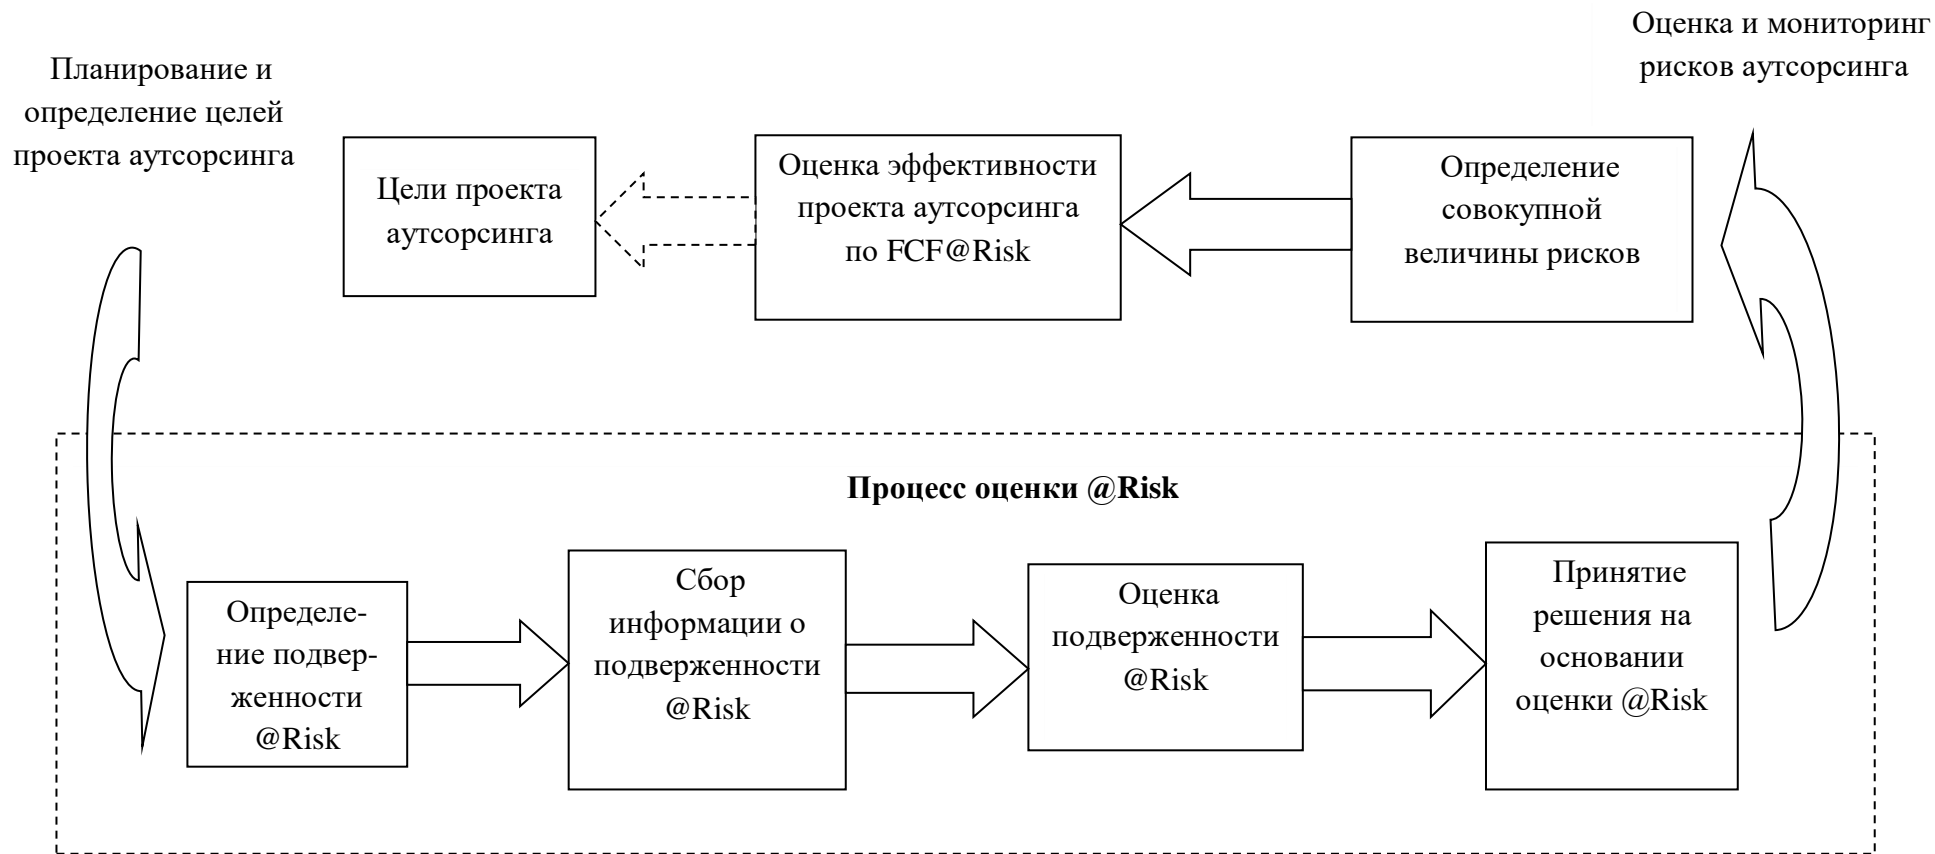 Оценка и мониторинг
рисков аутсорсинга
Планирование и
определение целей
проекта аутсорсинга
Цели проекта
аутсорсинга
Оценка эффективности
проекта аутсорсинга
по FCF@Risk
Определение
совокупной
величины рисков
Процесс оценки @Risk
Определе-
ние подвер-
женности
@Risk
Сбор
информации о
подверженности
@Risk
Оценка
подверженности
@Risk
Принятие
решения на
основании
оценки @Risk